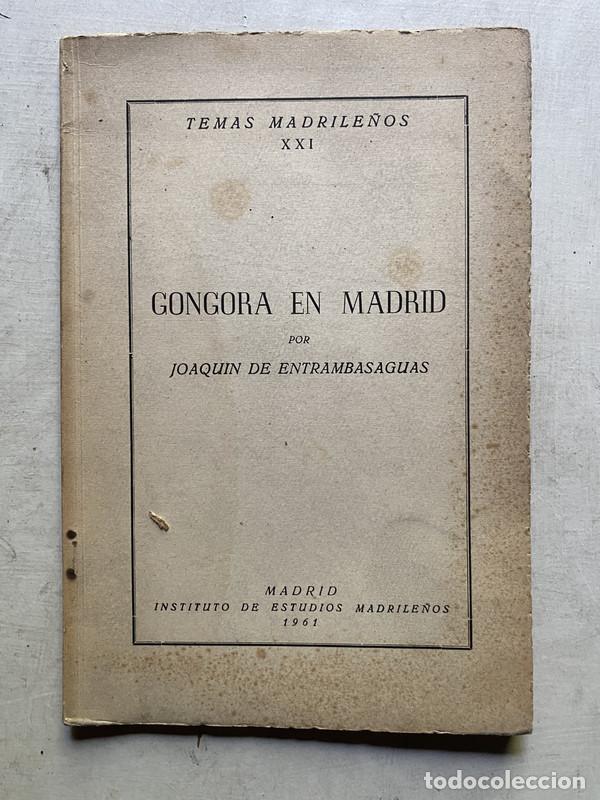 TEMAS MADRILEÑOS
XXI
GONGORA EN MADRID
POR
JOAQUIN DE ENTRAMBASAGUAS
MADRID
INSTITUTO DE ESTUDIOS MADRILEÑOS
1961
todocoleccion